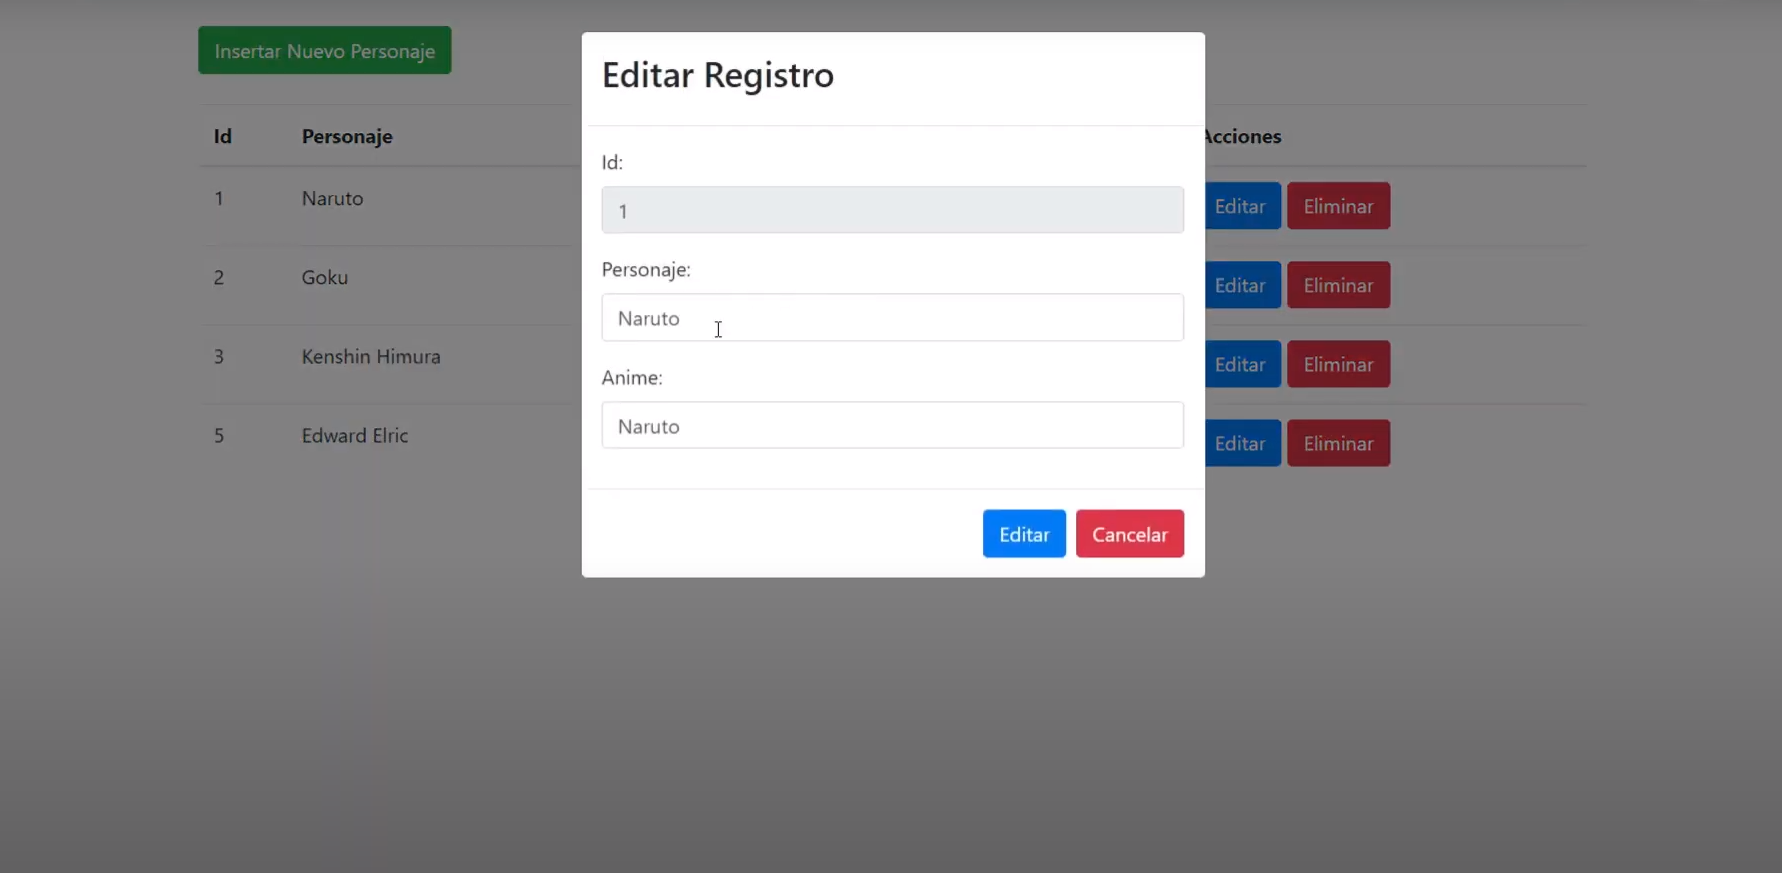 Insertar Nuevo Personaje
Editar Registro
Id Personaje Acciones
Id:
1
1 Naruto Editar Eliminar
Personaje:
Naruto
2 Goku Editar Eliminar
Anime:
Naruto
3 Kenshin Himura Editar Eliminar
5 Edward Elric Editar Eliminar
Editar Cancelar